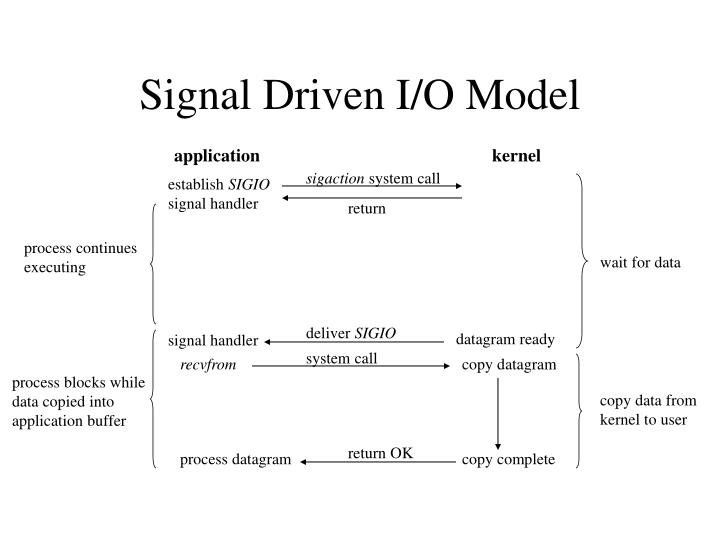 Signal Driven I/O Model
application
kernel
establish SIGIO
signal handler
sigaction system call
return
process continues
executing
wait for data
signal handler
deliver SIGIO
datagram ready
recvfrom
system call
copy datagram
process blocks while
data copied into
application buffer
copy data from
kernel to user
process datagram
return OK
copy complete